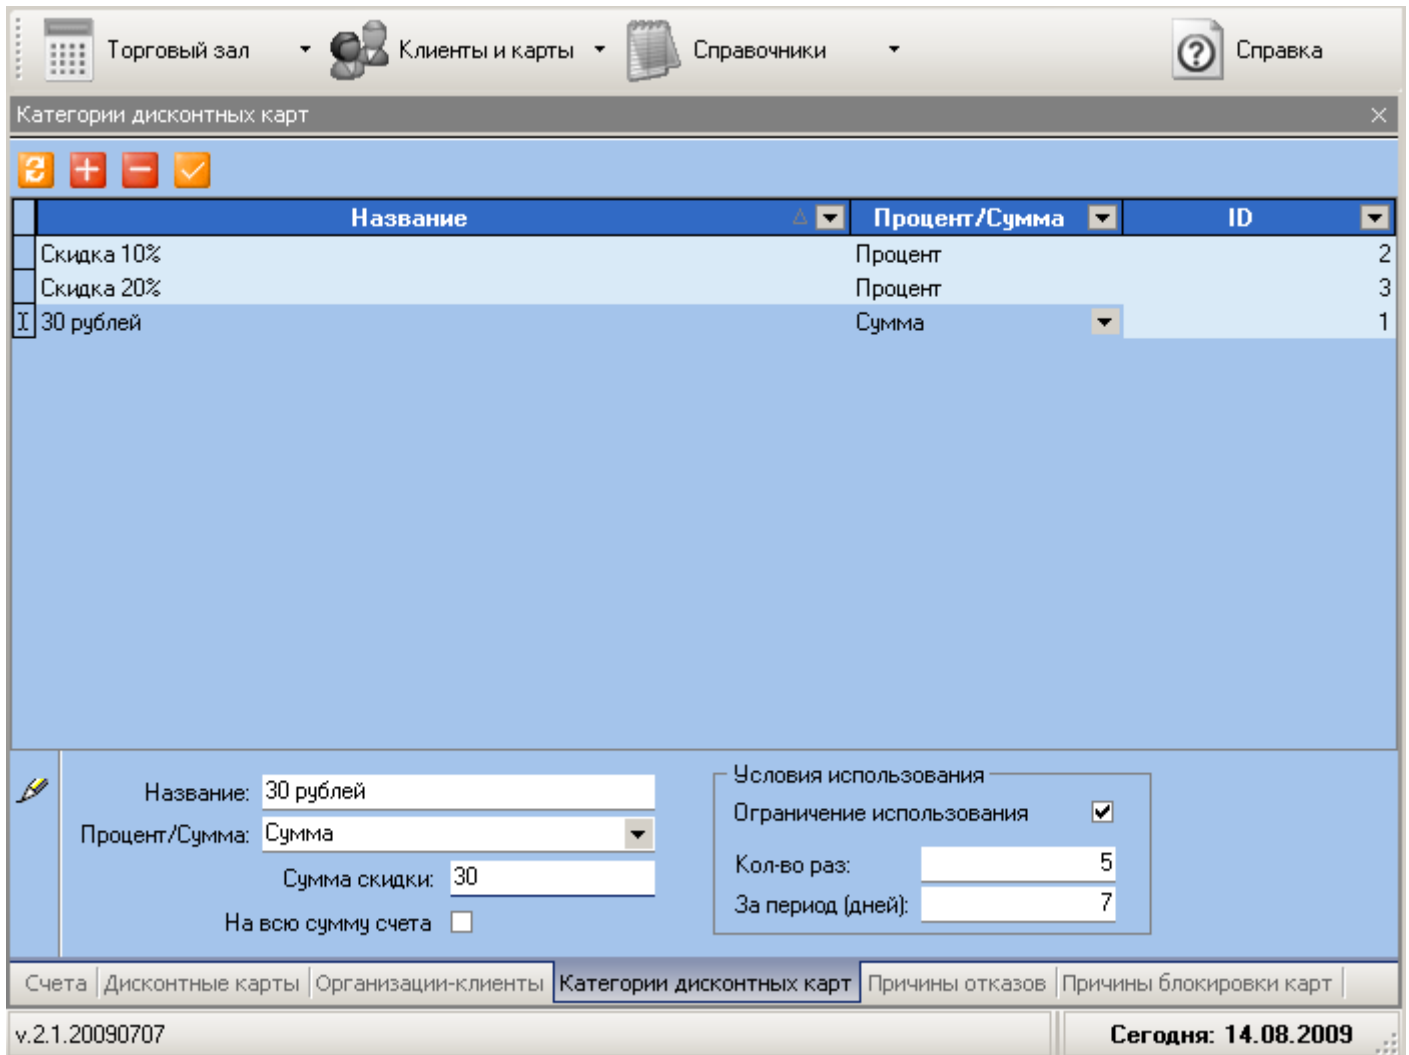 Торговый зал Клиенты и карты Справочники Справка
Категории дисконтных карт
Название Процент/Сумма ID
Скидка 10% Процент 2
Скидка 20% Процент 3
30 рублей Сумма 1
Название: 30 рублей
Процент/Сумма: Сумма
Сумма скидки: 30
На всю сумму счета
Условия использования
Ограничение использования
Кол-во раз: 5
За период (дней): 7
Счета Дисконтные карты Организации-клиенты Категории дисконтных карт Причины отказов Причины блокировки карт
v.2.1.20090707 Сегодня: 14.08.2009